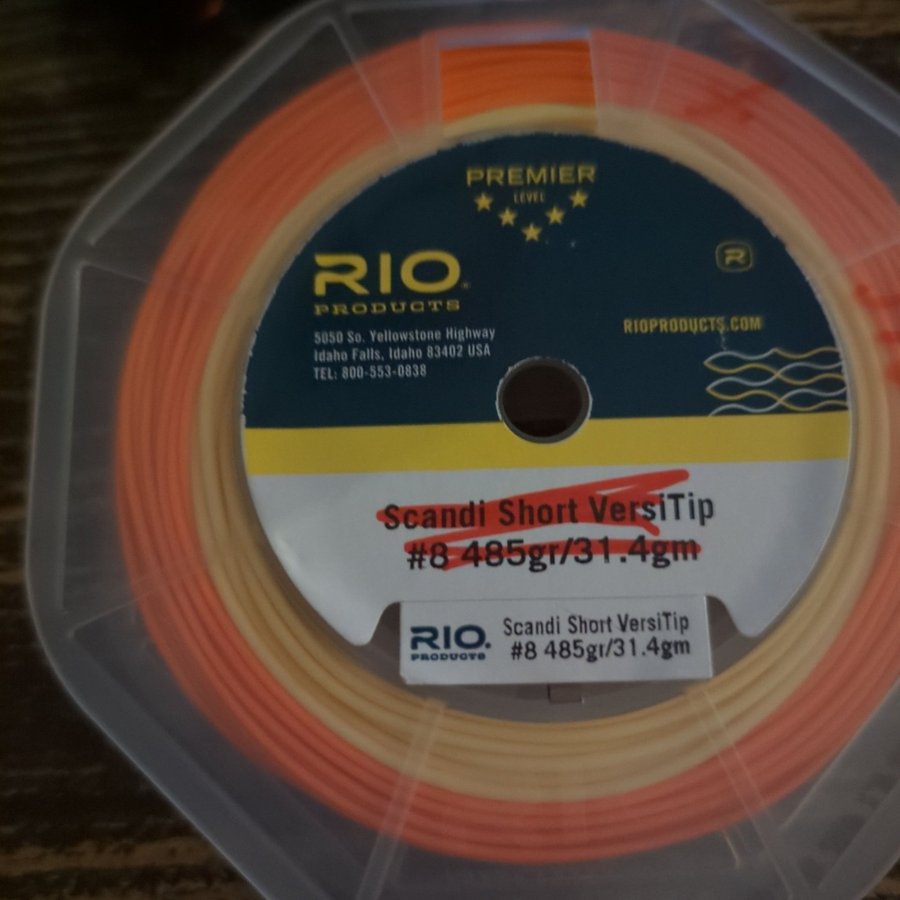 PREMIER
LEVEL
RIO
PRODUCTS
5050 So. Yellowstone Highway
Idaho Falls, Idaho 83402 USA
TEL: 800-553-0838
R
RIOPRODUCTS.COM
Scandi Short VersiTip
#8 485gr/31.4gm
RIO.
PRODUCTS
Scandi Short VersiTip
#8 485gr/31.4gm